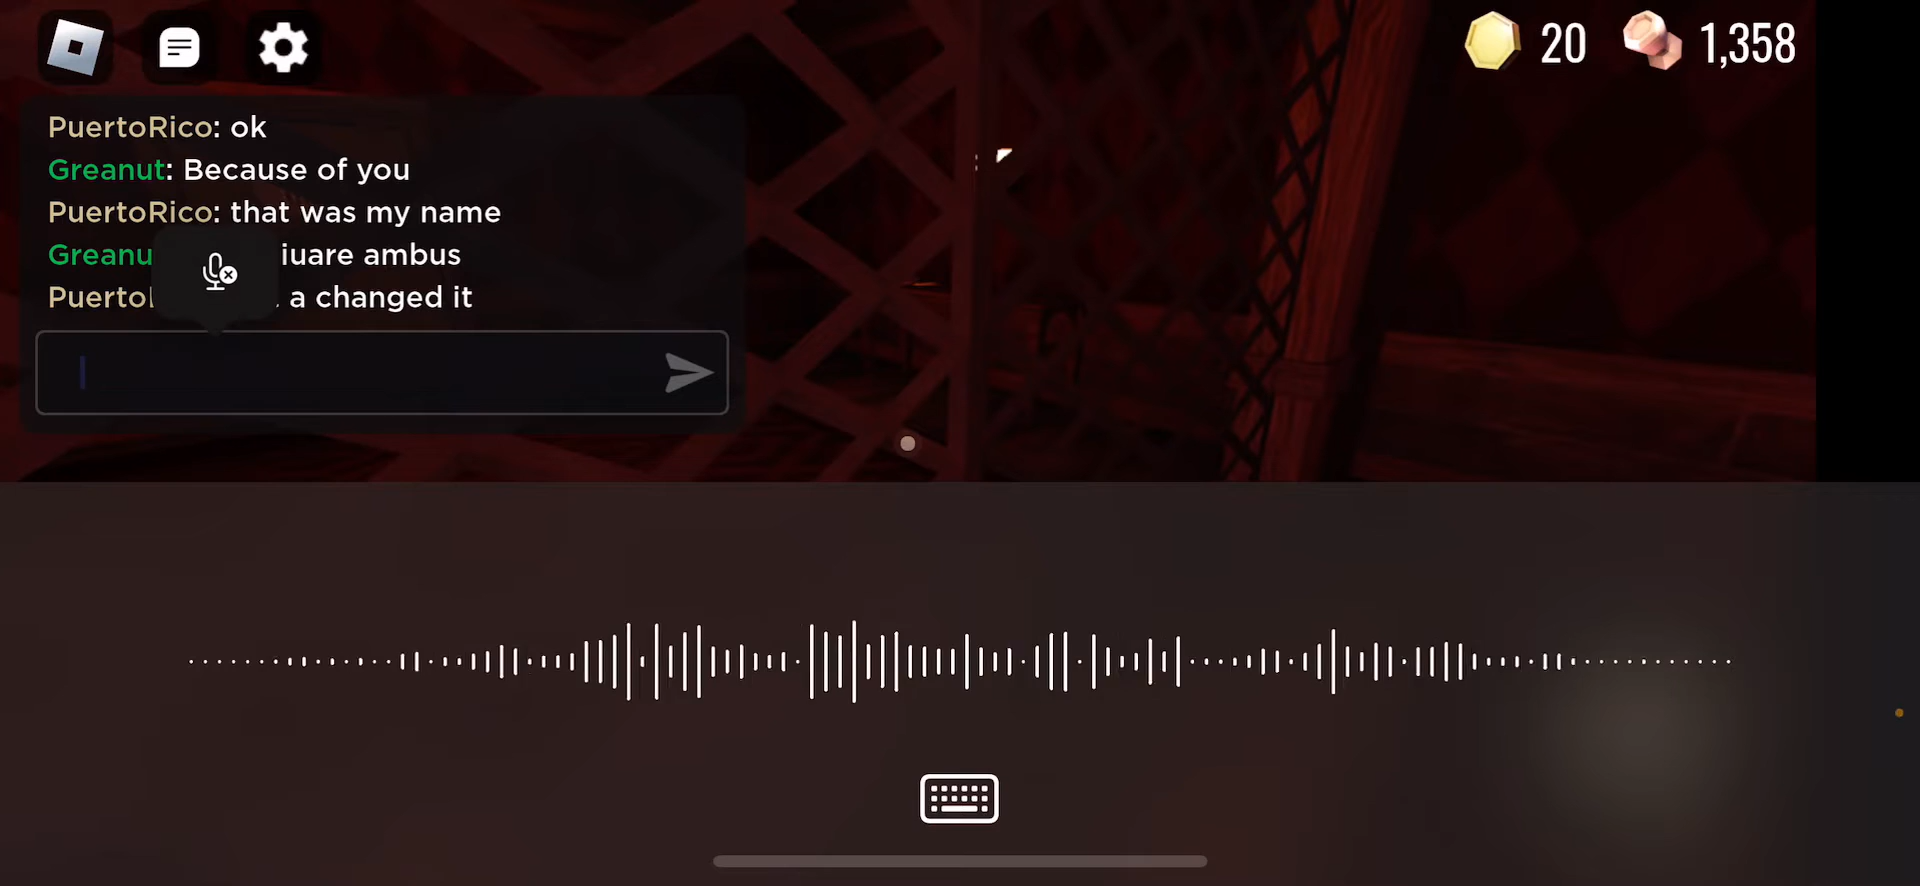 20 1,358
PuertoRico: ok
Greanut: Because of you
PuertoRico: that was my name
Greanu iuare ambus
Puerto a changed it